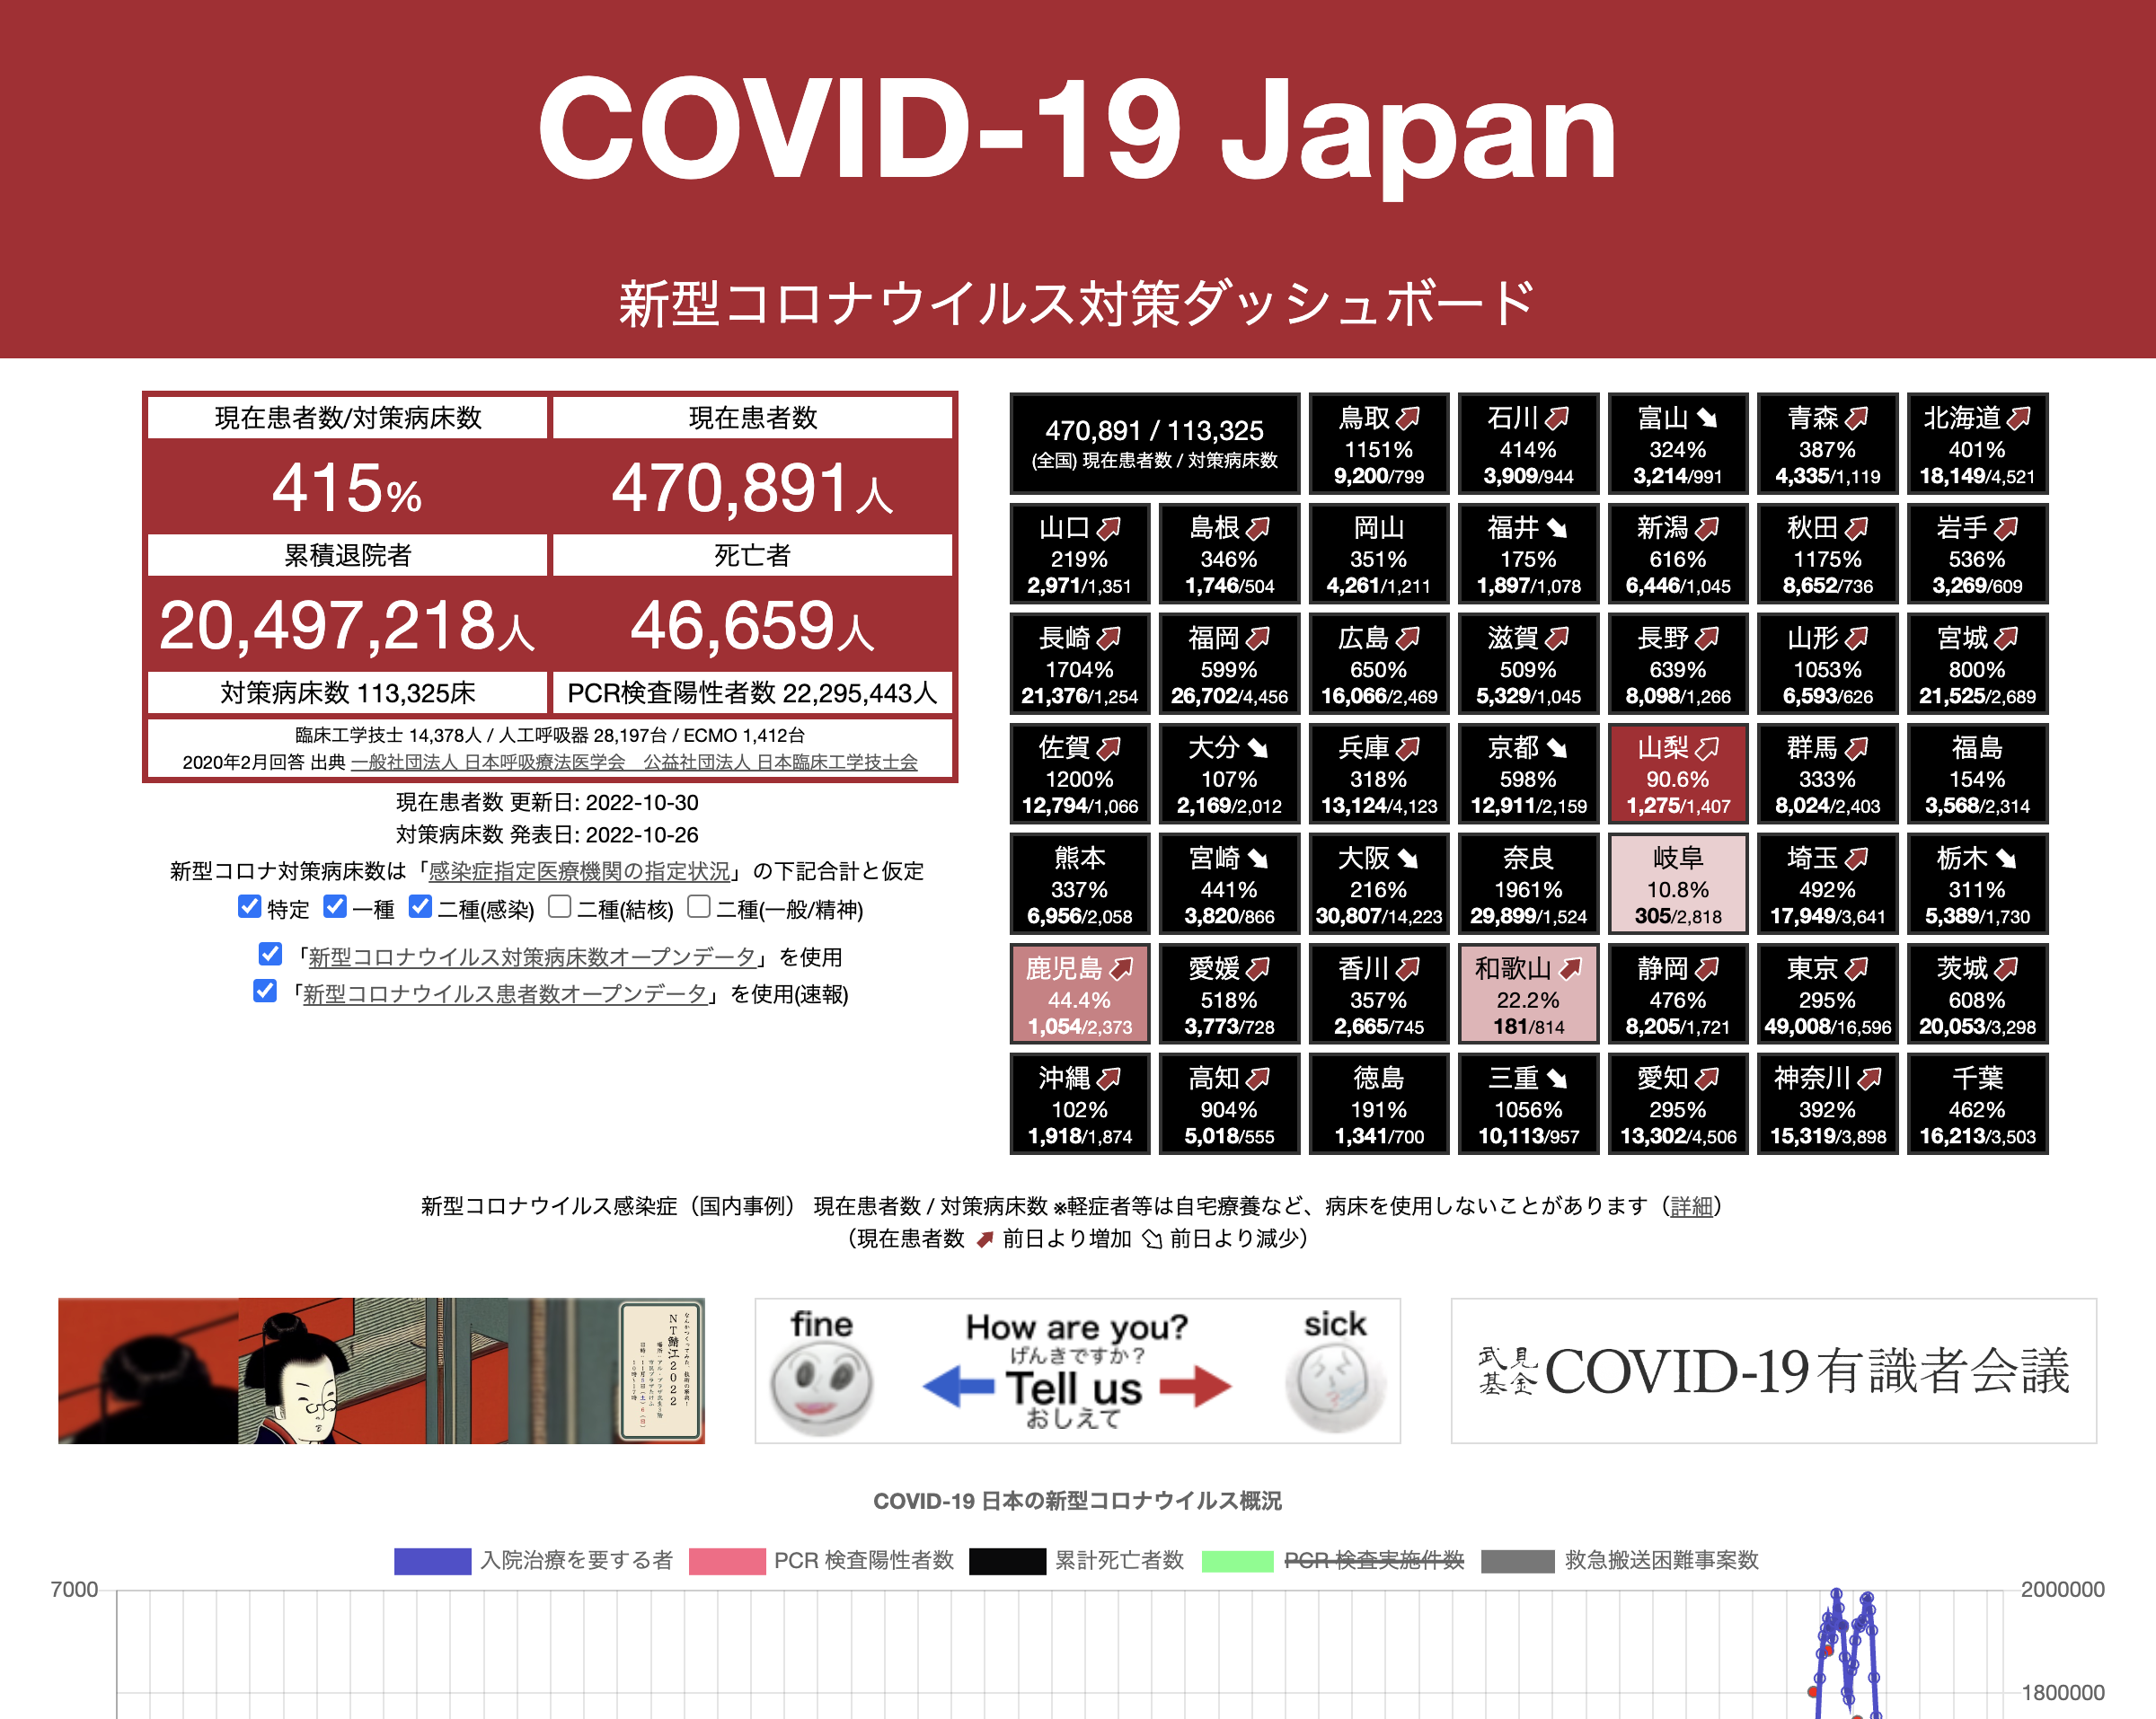 COVID-19 Japan
新型コロナウイルス対策ダッシュボード
現在患者数/対策病床数
現在患者数
415%
470,891人
累積退院者
死亡者
20,497,218人
46,659人
対策病床数 113,325床
PCR検査陽性者数 22,295,443人
臨床工学技士 14,378人 / 人工呼吸器 28,197台 / ECMO 1,412台
2020年2月回答 出典 一般社団法人 日本呼吸療法医学会　公益社団法人 日本臨床工学技士会
現在患者数 更新日: 2022-10-30
対策病床数 発表日: 2022-10-26
新型コロナ対策病床数は「感染症指定医療機関の指定状況」の下記合計と仮定
特定 一種 二種(感染) 二種(結核) 二種(一般/精神)
「新型コロナウイルス対策病床数オープンデータ」を使用
「新型コロナウイルス患者数オープンデータ」を使用(速報)
470,891 / 113,325
(全国) 現在患者数 / 対策病床数
鳥取
1151%
9,200/799
石川
414%
3,909/944
富山
324%
3,214/991
青森
387%
4,335/1,119
北海道
401%
18,149/4,521
山口
219%
2,971/1,351
島根
346%
1,746/504
岡山
351%
4,261/1,211
福井
175%
1,897/1,078
新潟
616%
6,446/1,045
秋田
1175%
8,652/736
岩手
536%
3,269/609
長崎
1704%
21,376/1,254
福岡
599%
26,702/4,456
広島
650%
16,066/2,469
滋賀
509%
5,329/1,045
長野
639%
8,098/1,266
山形
1053%
6,593/626
宮城
800%
21,525/2,689
佐賀
1200%
12,794/1,066
大分
107%
2,169/2,012
兵庫
318%
13,124/4,123
京都
598%
12,911/2,159
山梨
90.6%
1,275/1,407
群馬
333%
8,024/2,403
福島
154%
3,568/2,314
熊本
337%
6,956/2,058
宮崎
441%
3,820/866
大阪
216%
30,807/14,223
奈良
1961%
29,899/1,524
岐阜
10.8%
305/2,818
埼玉
492%
17,949/3,641
栃木
311%
5,389/1,730
鹿児島
44.4%
1,054/2,373
愛媛
518%
3,773/728
香川
357%
2,665/745
和歌山
22.2%
181/814
静岡
476%
8,205/1,721
東京
295%
49,008/16,596
茨城
608%
20,053/3,298
沖縄
102%
1,918/1,874
高知
904%
5,018/555
徳島
191%
1,341/700
三重
1056%
10,113/957
愛知
295%
13,302/4,506
神奈川
392%
15,319/3,898
千葉
462%
16,213/3,503
新型コロナウイルス感染症（国内事例） 現在患者数 / 対策病床数 ※軽症者等は自宅療養など、病床を使用しないことがあります（詳細）
（現在患者数 前日より増加 前日より減少）
NT鯖江2022
fine
How are you?
げんきですか？
Tell us
おしえて
sick
武見基金 COVID-19有識者会議
COVID-19 日本の新型コロナウイルス概況
入院治療を要する者 PCR 検査陽性者数 累計死亡者数 PCR 検査実施件数 救急搬送困難事案数
7000
2000000
1800000